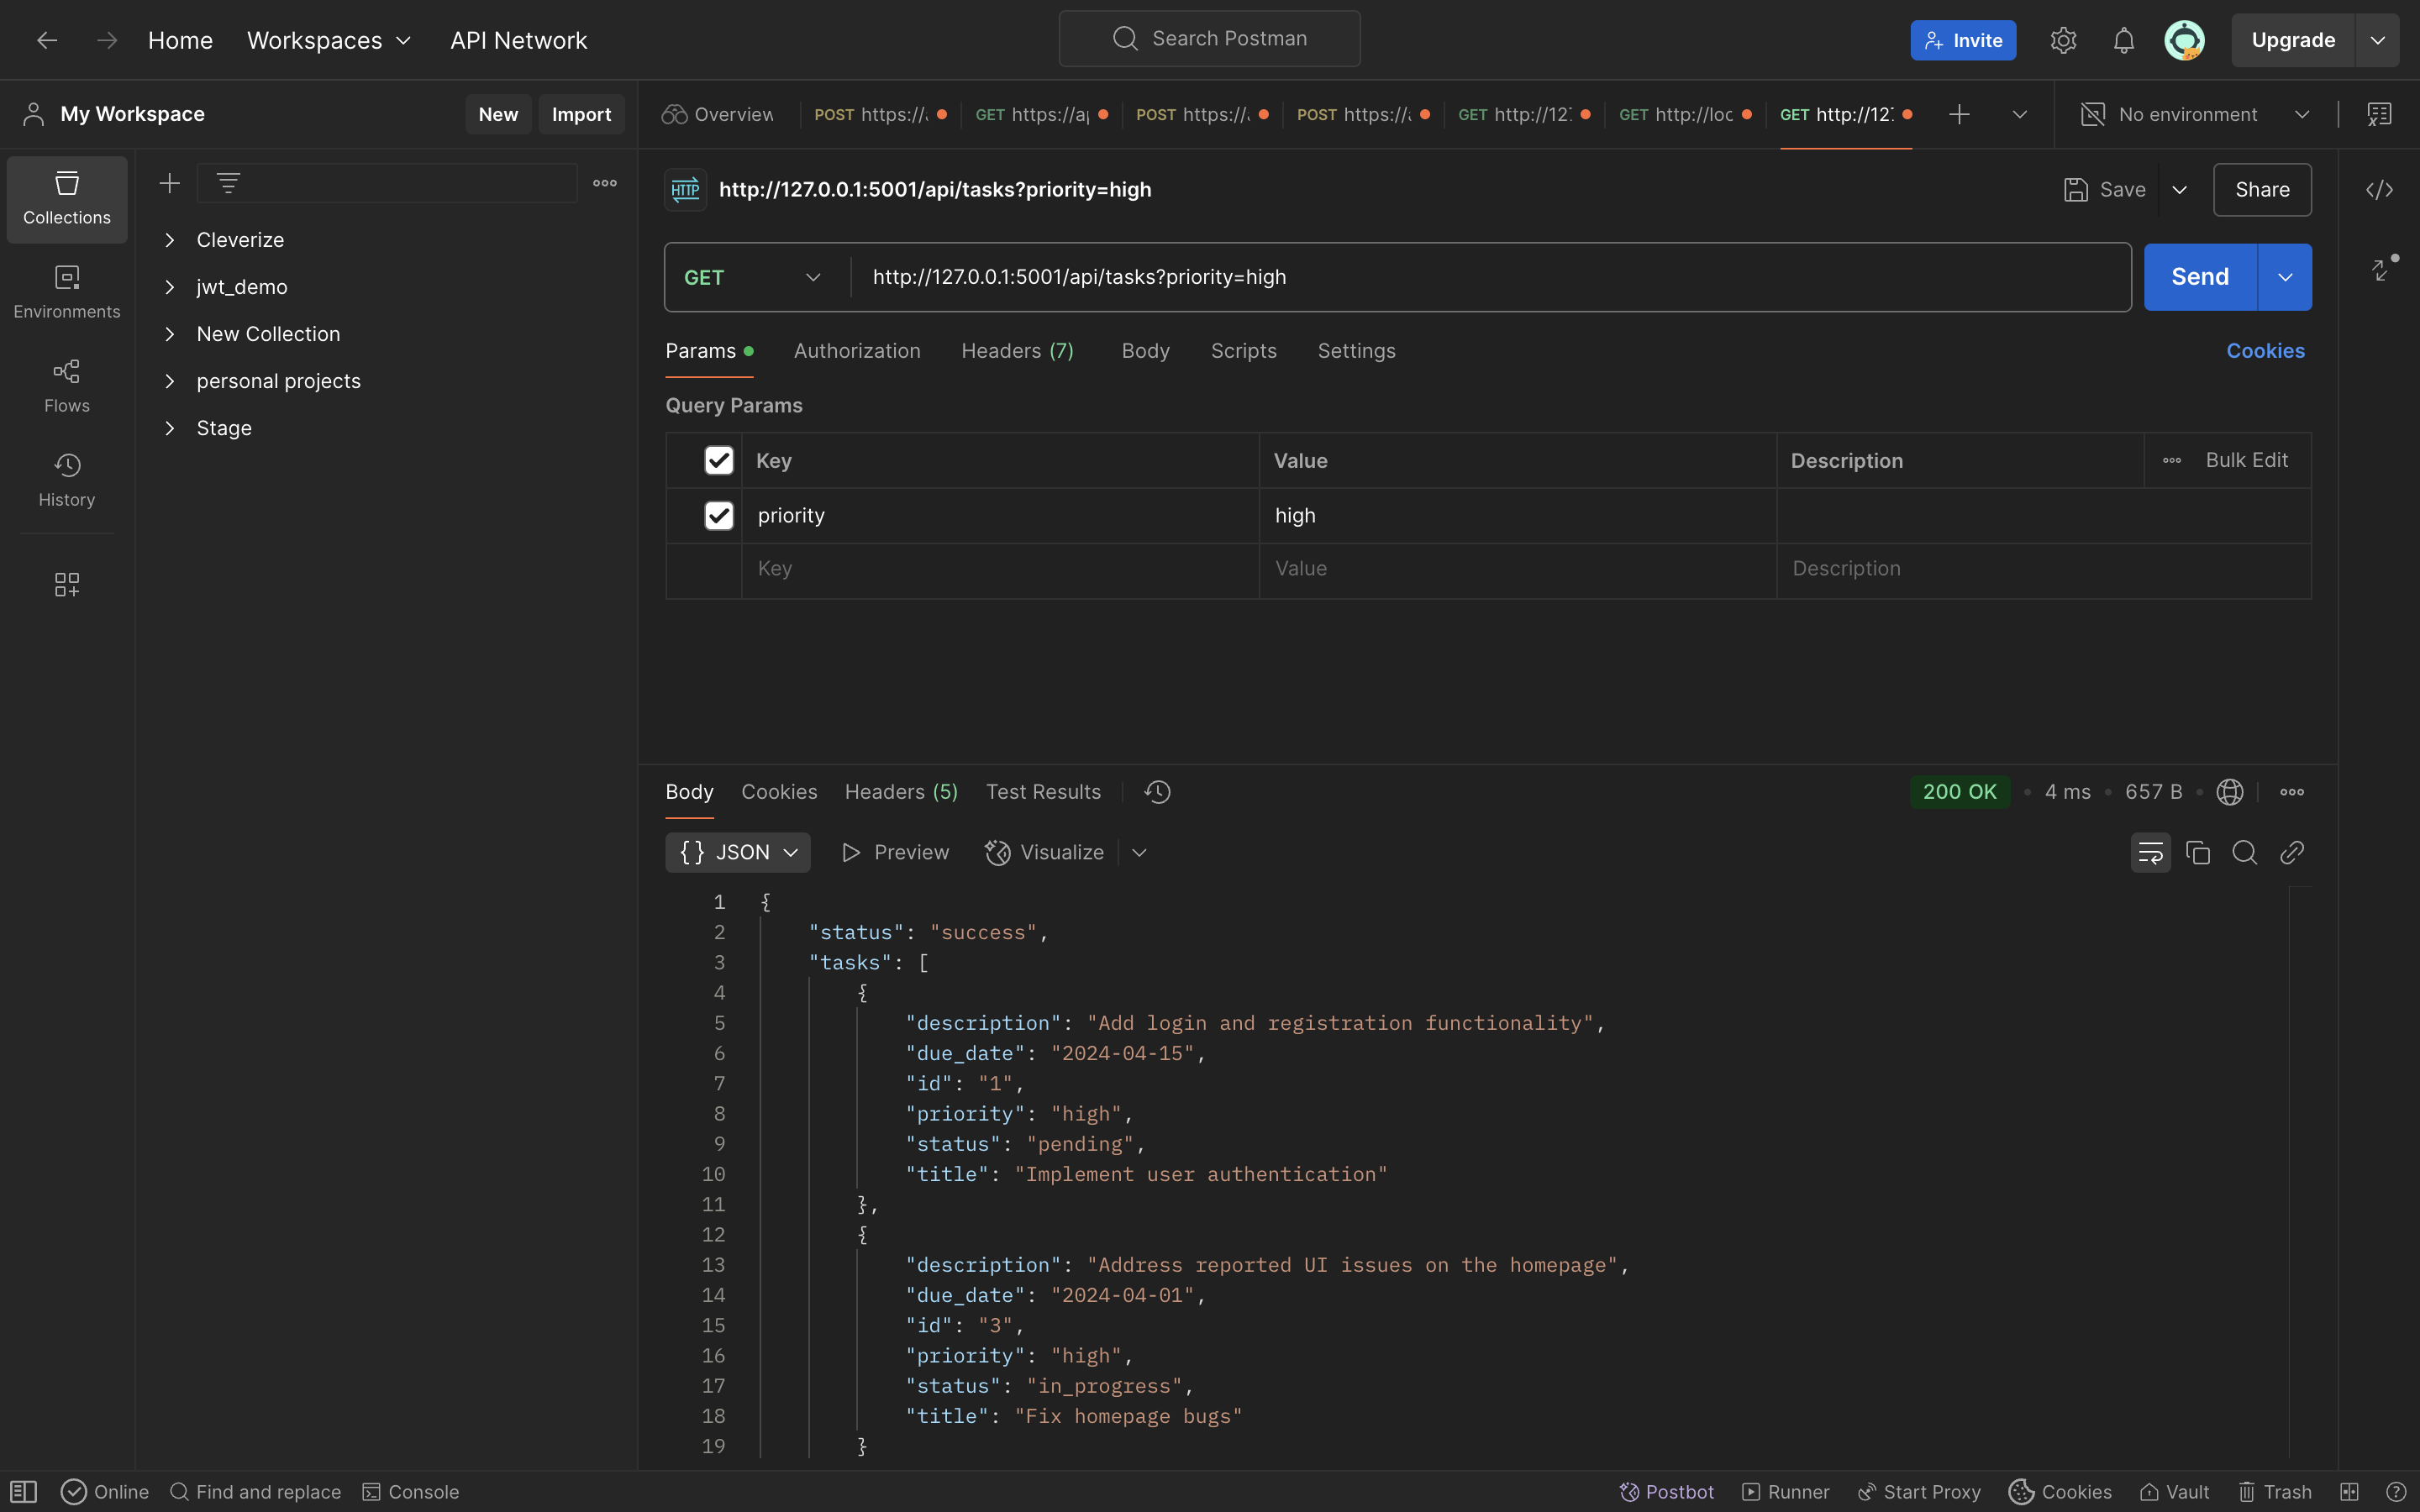 Home Workspaces API Network Search Postman Invite Upgrade
My Workspace New Import
Overview POST https://. GET https://a POST https://. POST https:// GET http://12 GET http://loc GET http://12 No environment
Collections
Environments
Flows
History
Cleverize
jwt_demo
New Collection
personal projects
Stage
HTTP http://127.0.0.1:5001/api/tasks?priority=high Save Share
GET http://127.0.0.1:5001/api/tasks?priority=high Send
Params Authorization Headers (7) Body Scripts Settings Cookies
Query Params
Key Value Description Bulk Edit
priority high
Key Value Description
Body Cookies Headers (5) Test Results 200 OK 4 ms 657 B
{} JSON Preview Visualize
1 {
2 "status": "success",
3 "tasks": [
4 {
5 "description": "Add login and registration functionality",
6 "due_date": "2024-04-15",
7 "id": "1",
8 "priority": "high",
9 "status": "pending",
10 "title": "Implement user authentication"
11 },
12 {
13 "description": "Address reported UI issues on the homepage",
14 "due_date": "2024-04-01",
15 "id": "3",
16 "priority": "high",
17 "status": "in_progress",
18 "title": "Fix homepage bugs"
19 }
Online Find and replace Console Postbot Runner Start Proxy Cookies Vault Trash